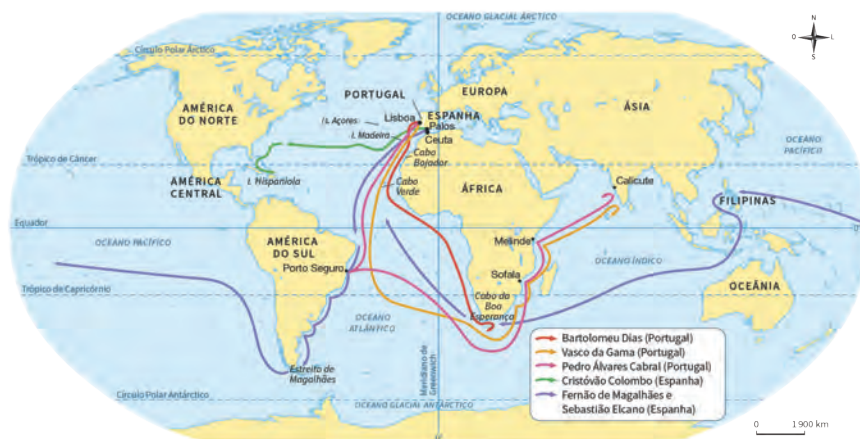 OCEANO GLACIAL ÁRTICO
N
O
L
S
Círculo Polar Ártico
EUROPA
PORTUGAL
AMÉRICA
DO NORTE
ÁSIA
I. Açores
Lisboa
ESPANHA
Palos
I. Madeira
Ceuta
OCEANO
PACÍFICO
Cabo
Bojador
Trópico de Câncer
I. Hispaniola
AMÉRICA
CENTRAL
Cabo
Verde
ÁFRICA
Calicute
FILIPINAS
Equador
OCEANO PACÍFICO
AMÉRICA
DO SUL
Melinde
OCEANO ÍNDICO
Porto Seguro
Sofala
OCEÂNIA
Trópico de Capricórnio
Cabo da
Boa
Esperança
OCEANO
ATLÂNTICO
Estreito de
Magalhães
Meridiano de
Greenwich
Bartolomeu Dias (Portugal)
Vasco da Gama (Portugal)
Pedro Álvares Cabral (Portugal)
Cristóvão Colombo (Espanha)
Fernão de Magalhães e
Sebastião Elcano (Espanha)
Círculo Polar Antártico
OCEANO GLACIAL ANTÁRTICO
0 1 900 km